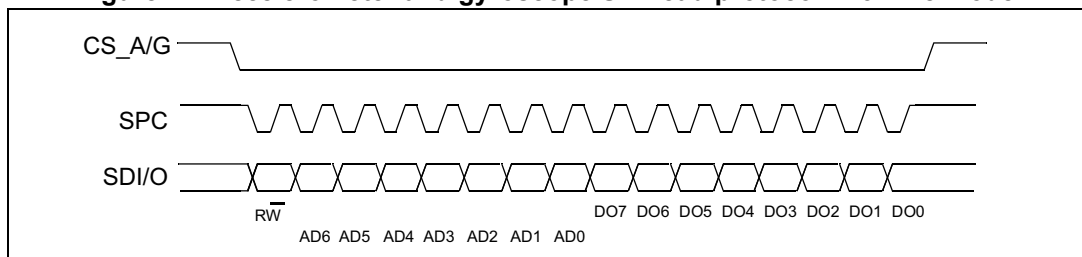 CS_A/G
SPC
SDI/O
RW
DO7 DO6 DO5 DO4 DO3 DO2 DO1 DO0
AD6 AD5 AD4 AD3 AD2 AD1 AD0